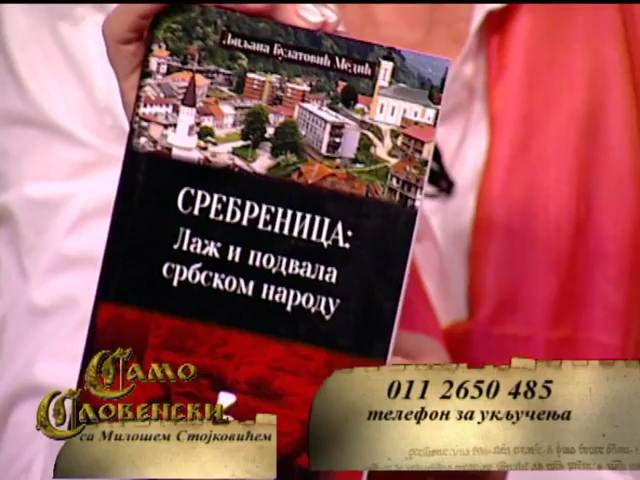 Љиљана Булатовић Медић
СРЕБРЕНИЦА:
Лаж и подвала
србском народу
Само
Словенски
са Милошем Стојковићем
011 2650 485
телефон за укључења